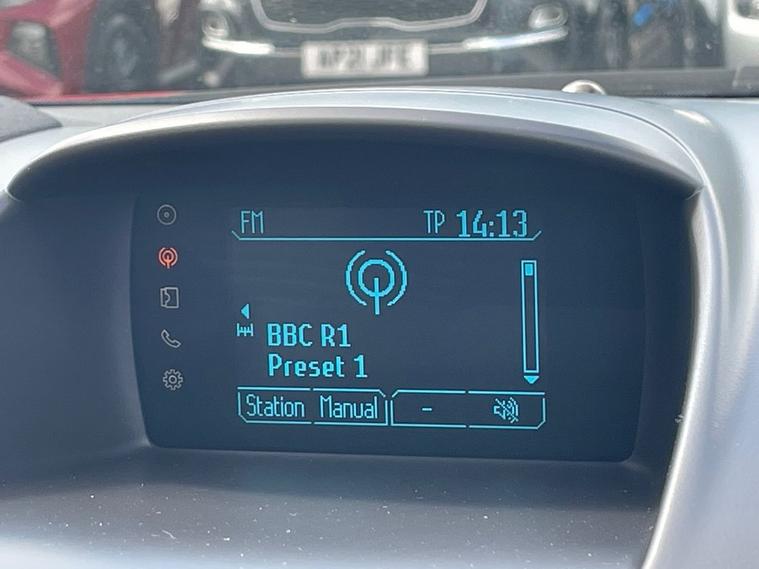 FM TP 14:13
BBC R1
Preset 1
Station Manual -